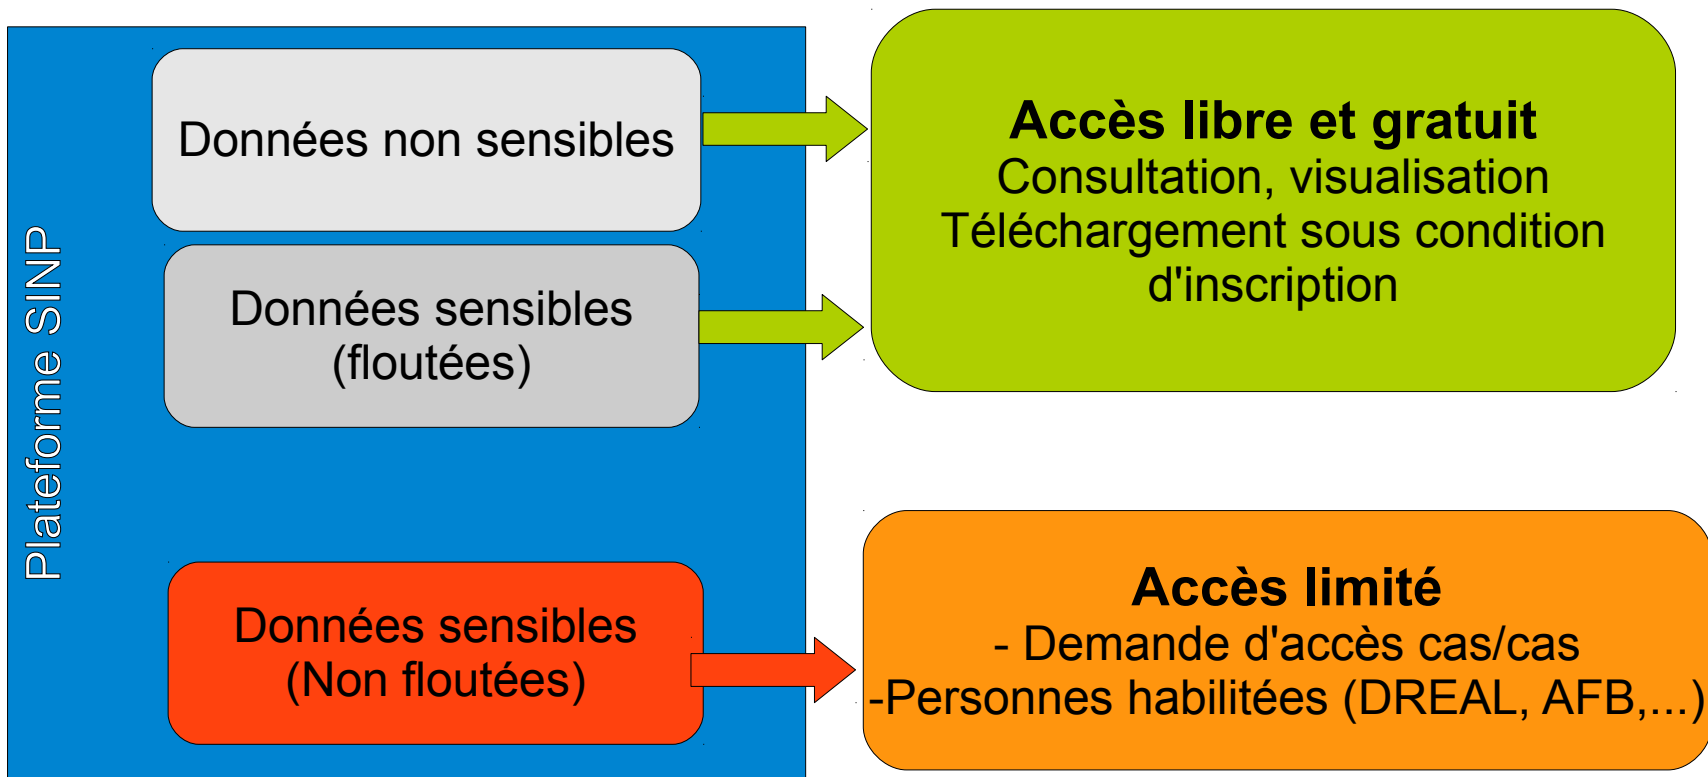 Plateforme SINP
Données non sensibles
Données sensibles
(floutées)
Données sensibles
(Non floutées)
Accès libre et gratuit
Consultation, visualisation
Téléchargement sous condition
d'inscription
Accès limité
- Demande d'accès cas/cas
-Personnes habilitées (DREAL, AFB,...)